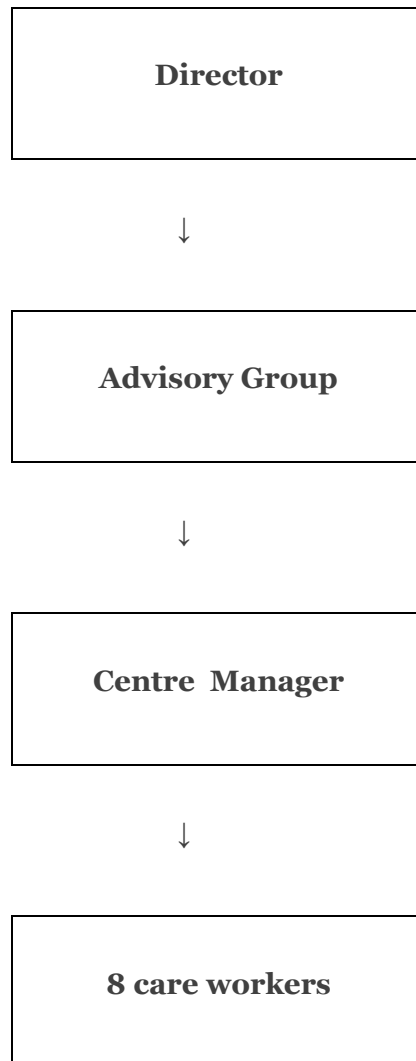 Director
↓
Advisory Group
↓
Centre  Manager
↓
8 care workers